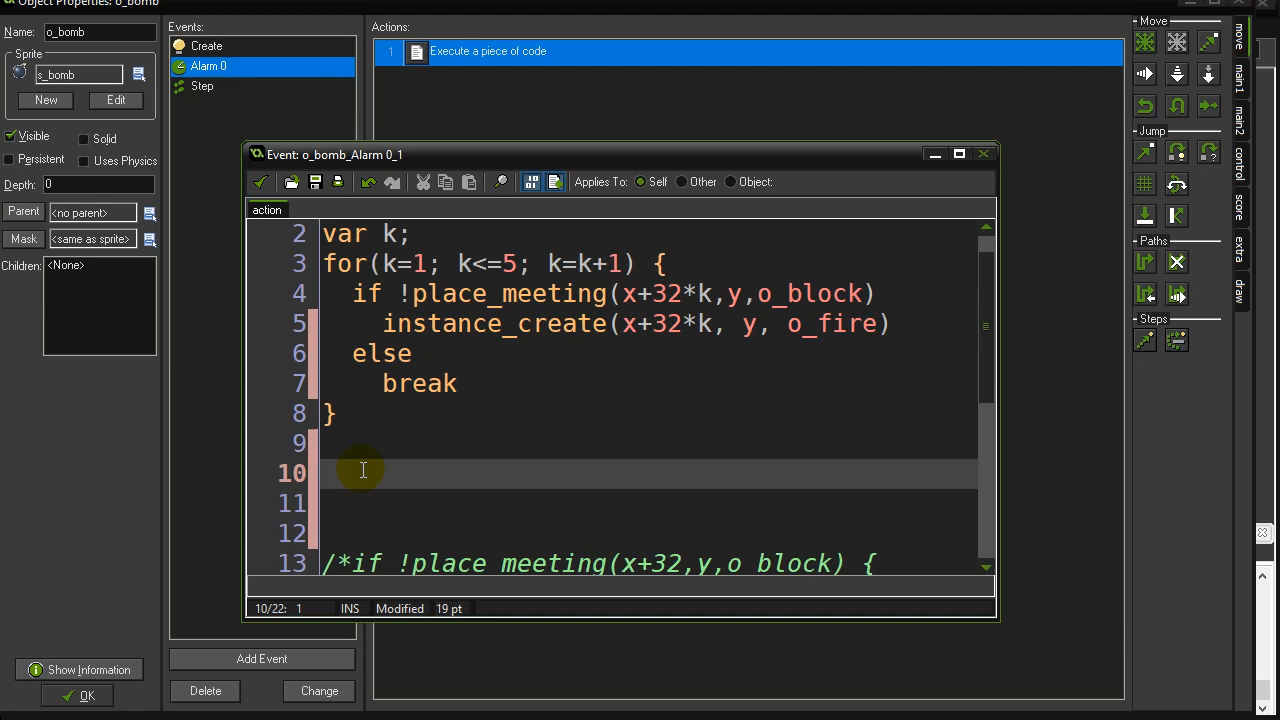 Object Properties: o_bomb
Name: o_bomb
Sprite
s_bomb
New Edit
Visible Solid
Persistent Uses Physics
Depth: 0
Parent <no parent>
Mask <same as sprite>
Children: <None>
Show Information
OK
Events:
Create
Alarm 0
Step
Add Event
Delete Change
Actions:
1 Execute a piece of code
Event: o_bomb_Alarm 0_1
Applies To: Self Other Object:
action
2 var k;
3 for(k=1; k<=5; k=k+1) {
4 if !place_meeting(x+32*k,y,o_block)
5 instance_create(x+32*k, y, o_fire)
6 else
7 break
8 }
9
10
11
12
13 /*if !place_meeting(x+32,y,o_block) {
10/22: 1 INS Modified 19 pt
Move
Jump
Paths
Steps
move
main1
main2
control
score
extra
draw